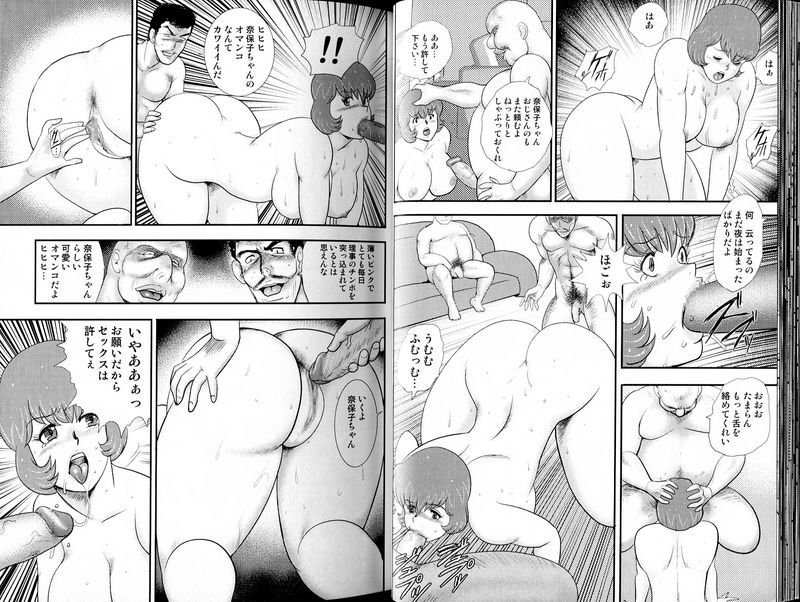 はぁ
はぁ
ああ…
もう許して
下さい…
奈保子ちゃん
おじさんのも
また頼むよ
ねっとりと
しゃぶっておくれ
何 云ってるの
まだ夜は始まった
ばかりだよ
ほごぉ
おおお
たまらん
もっと舌を
絡めてくれい
うむむ
ふむっむ…
!!
ヒヒヒ
奈保子ちゃんの
オマンコ
なんて
カワイイんだ
薄いピンクで
とても毎日
理事のチンポを
突っ込まれて
いるとは
思えんな
奈保子ちゃん
らしい
可愛い
オマンコだよ
ヒヒヒ…
いくよ
奈保子ちゃん
いやああぁっ
お願いだから
セックスは
許してぇ